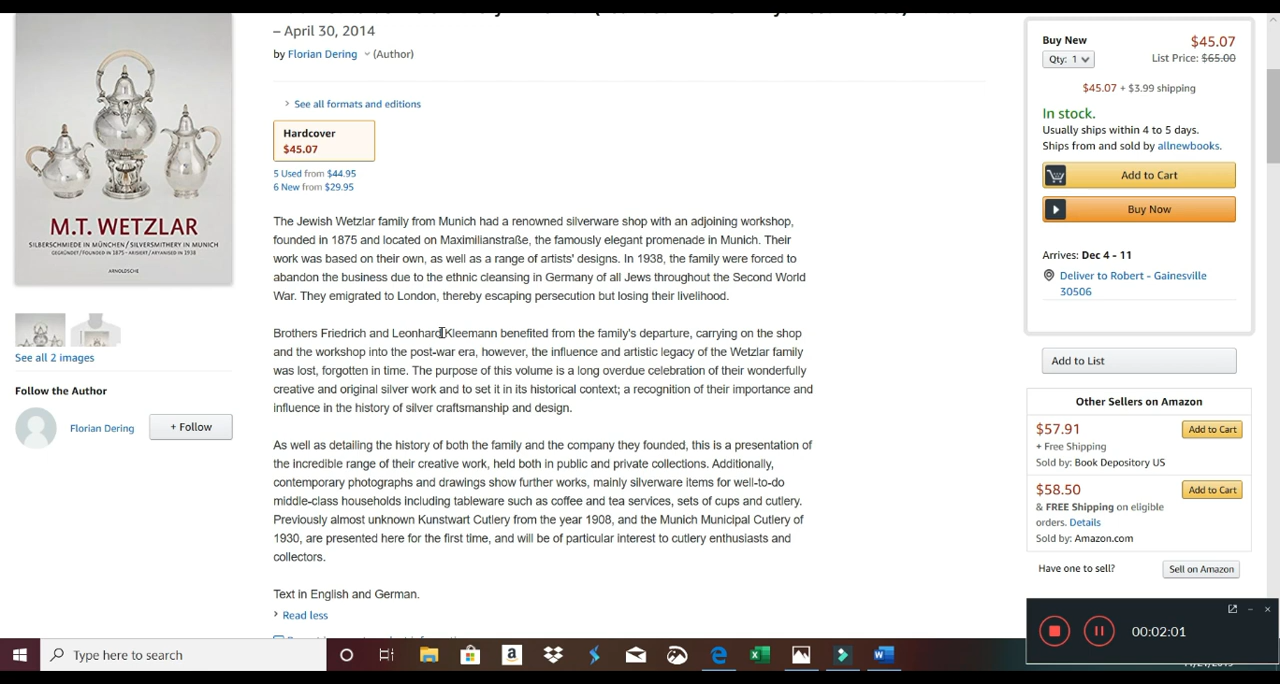 – April 30, 2014
by Florian Dering (Author)
See all formats and editions
Hardcover
$45.07
5 Used from $44.95
6 New from $29.95
The Jewish Wetzlar family from Munich had a renowned silverware shop with an adjoining workshop,
founded in 1875 and located on Maximilianstraße, the famously elegant promenade in Munich. Their
work was based on their own, as well as a range of artists' designs. In 1938, the family were forced to
abandon the business due to the ethnic cleansing in Germany of all Jews throughout the Second World
War. They emigrated to London, thereby escaping persecution but losing their livelihood.
Brothers Friedrich and Leonhard Kleemann benefited from the family's departure, carrying on the shop
and the workshop into the post-war era, however, the influence and artistic legacy of the Wetzlar family
was lost, forgotten in time. The purpose of this volume is a long overdue celebration of their wonderfully
creative and original silver work and to set it in its historical context; a recognition of their importance and
influence in the history of silver craftsmanship and design.
As well as detailing the history of both the family and the company they founded, this is a presentation of
the incredible range of their creative work, held both in public and private collections. Additionally,
contemporary photographs and drawings show further works, mainly silverware items for well-to-do
middle-class households including tableware such as coffee and tea services, sets of cups and cutlery.
Previously almost unknown Kunstwart Cutlery from the year 1908, and the Munich Municipal Cutlery of
1930, are presented here for the first time, and will be of particular interest to cutlery enthusiasts and
collectors.
Text in English and German.
Read less
M.T. WETZLAR
SILBERSCHMIEDE IN MÜNCHEN / SILVERSMITHERY IN MUNICH
GEGRÜNDET / FOUNDED IN 1875 - ARISIERT / ARYANISED IN 1938
ARNOLDSCHE
See all 2 images
Follow the Author
Florian Dering
+ Follow
Buy New
$45.07
Qty: 1
List Price: $65.00
$45.07 + $3.99 shipping
In stock.
Usually ships within 4 to 5 days.
Ships from and sold by allnewbooks.
Add to Cart
Buy Now
Arrives: Dec 4 - 11
Deliver to Robert - Gainesville
30506
Add to List
Other Sellers on Amazon
$57.91
Add to Cart
+ Free Shipping
Sold by: Book Depository US
$58.50
Add to Cart
& FREE Shipping on eligible
orders. Details
Sold by: Amazon.com
Have one to sell?
Sell on Amazon
00:02:01
Type here to search